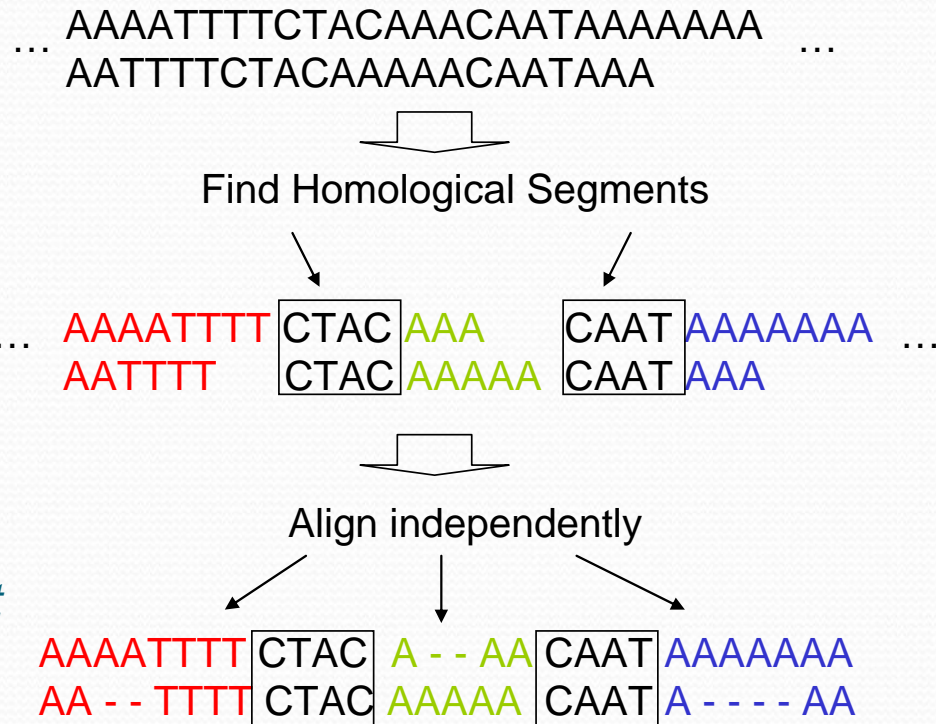 … AAAATTTTCTACAAACAATAAAAAAA …
AATTTTCTACAAAAACAATAAA
Find Homological Segments
… AAAATTTT CTAC AAA CAAT AAAAAAA …
AATTTT CTAC AAAAA CAAT AAA
Align independently
AAAATTTT CTAC A - - AA CAAT AAAAAAA
AA - - TTTT CTAC AAAAA CAAT A - - - - AA